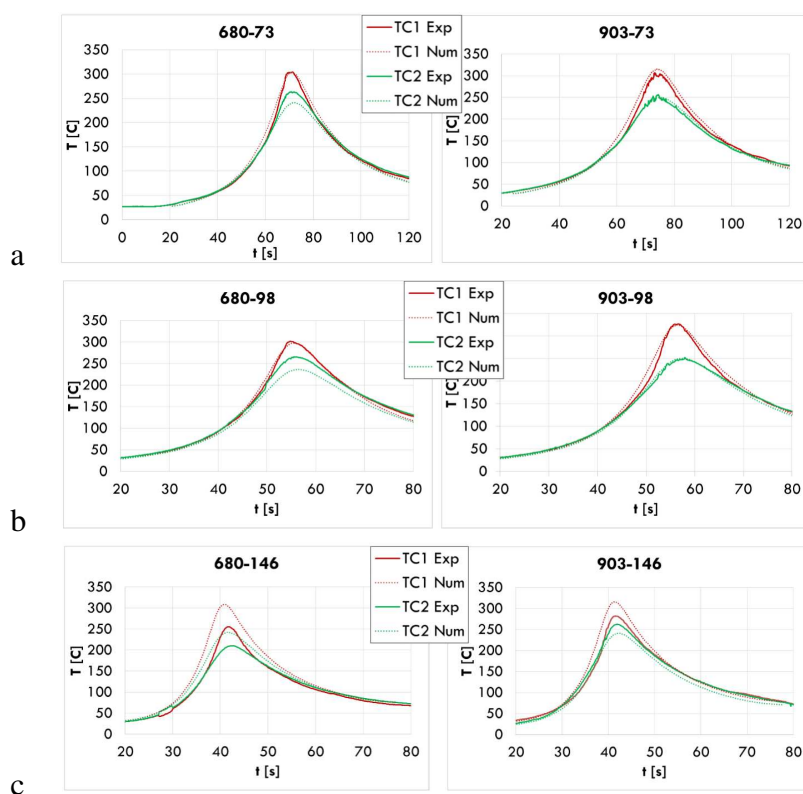 680-73
TC1 Exp
TC1 Num
TC2 Exp
TC2 Num
903-73
T [C]
350
300
250
200
150
100
50
0
0 20 40 60 80 100 120
t [s]
T [C]
350
300
250
200
150
100
50
0
20 40 60 80 100 120
t [s]
a
680-98
TC1 Exp
TC1 Num
TC2 Exp
TC2 Num
903-98
T [C]
350
300
250
200
150
100
50
0
20 30 40 50 60 70 80
t [s]
T [C]
350
300
250
200
150
100
50
0
20 30 40 50 60 70 80
t [s]
b
680-146
TC1 Exp
TC1 Num
TC2 Exp
TC2 Num
903-146
T [C]
350
300
250
200
150
100
50
0
20 30 40 50 60 70 80
t [s]
T [C]
350
300
250
200
150
100
50
0
20 30 40 50 60 70 80
t [s]
c